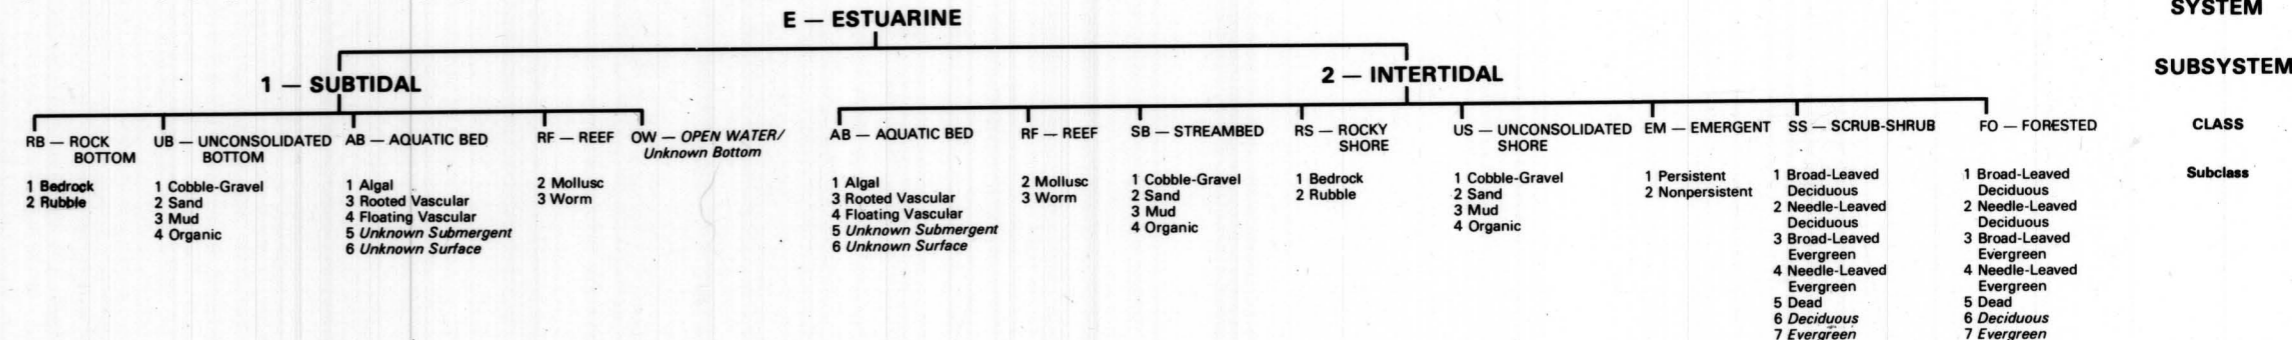 E — ESTUARINE
SYSTEM
1 — SUBTIDAL
2 — INTERTIDAL
SUBSYSTEM
RB — ROCK
BOTTOM
UB — UNCONSOLIDATED
BOTTOM
AB — AQUATIC BED
RF — REEF
OW — OPEN WATER/
Unknown Bottom
AB — AQUATIC BED
RF — REEF
SB — STREAMBED
RS — ROCKY
SHORE
US — UNCONSOLIDATED
SHORE
EM — EMERGENT
SS — SCRUB-SHRUB
FO — FORESTED
CLASS
1 Bedrock
2 Rubble
1 Cobble-Gravel
2 Sand
3 Mud
4 Organic
1 Algal
3 Rooted Vascular
4 Floating Vascular
5 Unknown Submergent
6 Unknown Surface
2 Mollusc
3 Worm
1 Algal
3 Rooted Vascular
4 Floating Vascular
5 Unknown Submergent
6 Unknown Surface
2 Mollusc
3 Worm
1 Cobble-Gravel
2 Sand
3 Mud
4 Organic
1 Bedrock
2 Rubble
1 Cobble-Gravel
2 Sand
3 Mud
4 Organic
1 Persistent
2 Nonpersistent
1 Broad-Leaved
Deciduous
2 Needle-Leaved
Deciduous
3 Broad-Leaved
Evergreen
4 Needle-Leaved
Evergreen
5 Dead
6 Deciduous
7 Evergreen
1 Broad-Leaved
Deciduous
2 Needle-Leaved
Deciduous
3 Broad-Leaved
Evergreen
4 Needle-Leaved
Evergreen
5 Dead
6 Deciduous
7 Evergreen
Subclass